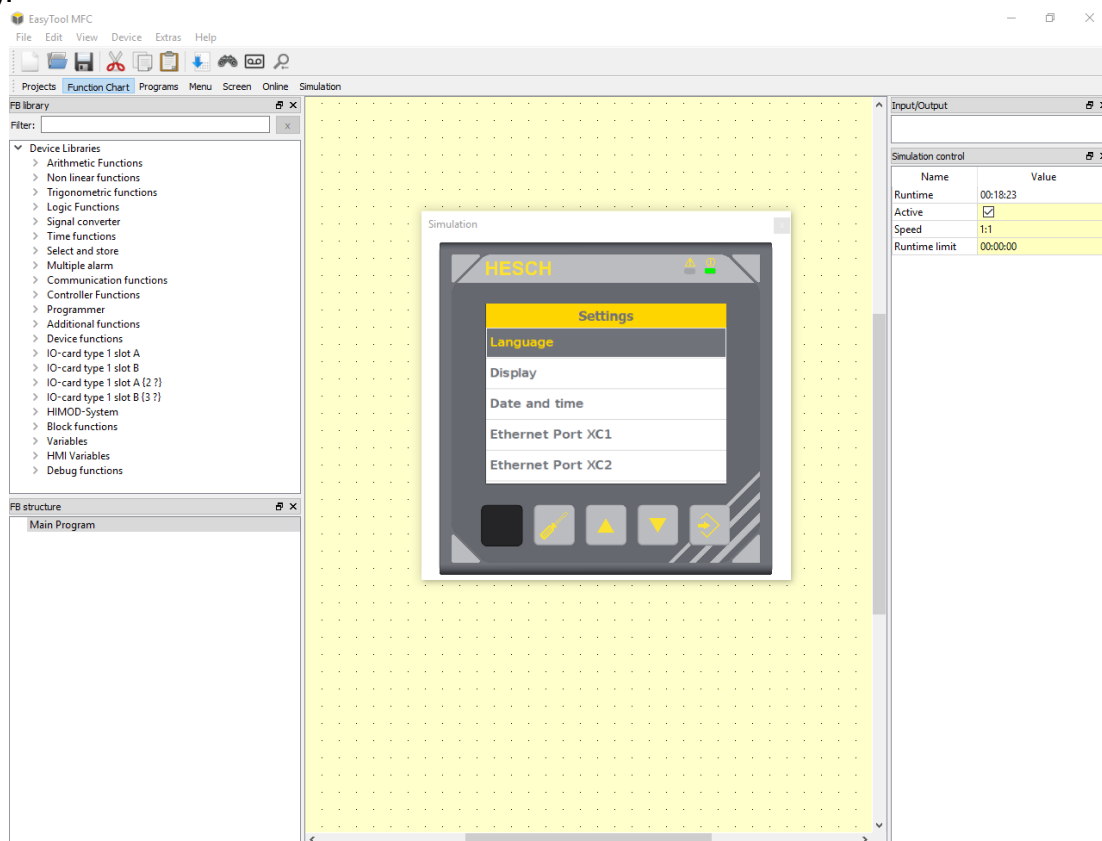 EasyTool MFC
File Edit View Device Extras Help
Projects Function Chart Programs Menu Screen Online Simulation
FB library
Filter:
x
Device Libraries
Arithmetic Functions
Non linear functions
Trigonometric functions
Logic Functions
Signal converter
Time functions
Select and store
Multiple alarm
Communication functions
Controller Functions
Programmer
Additional functions
Device functions
IO-card type 1 slot A
IO-card type 1 slot B
IO-card type 1 slot A {2 ?}
IO-card type 1 slot B {3 ?}
HIMOD-System
Block functions
Variables
HMI Variables
Debug functions
FB structure
Main Program
Simulation
HESCH
Settings
Language
Display
Date and time
Ethernet Port XC1
Ethernet Port XC2
Input/Output
Simulation control
Name Value
Runtime 00:18:23
Active
Speed 1:1
Runtime limit 00:00:00